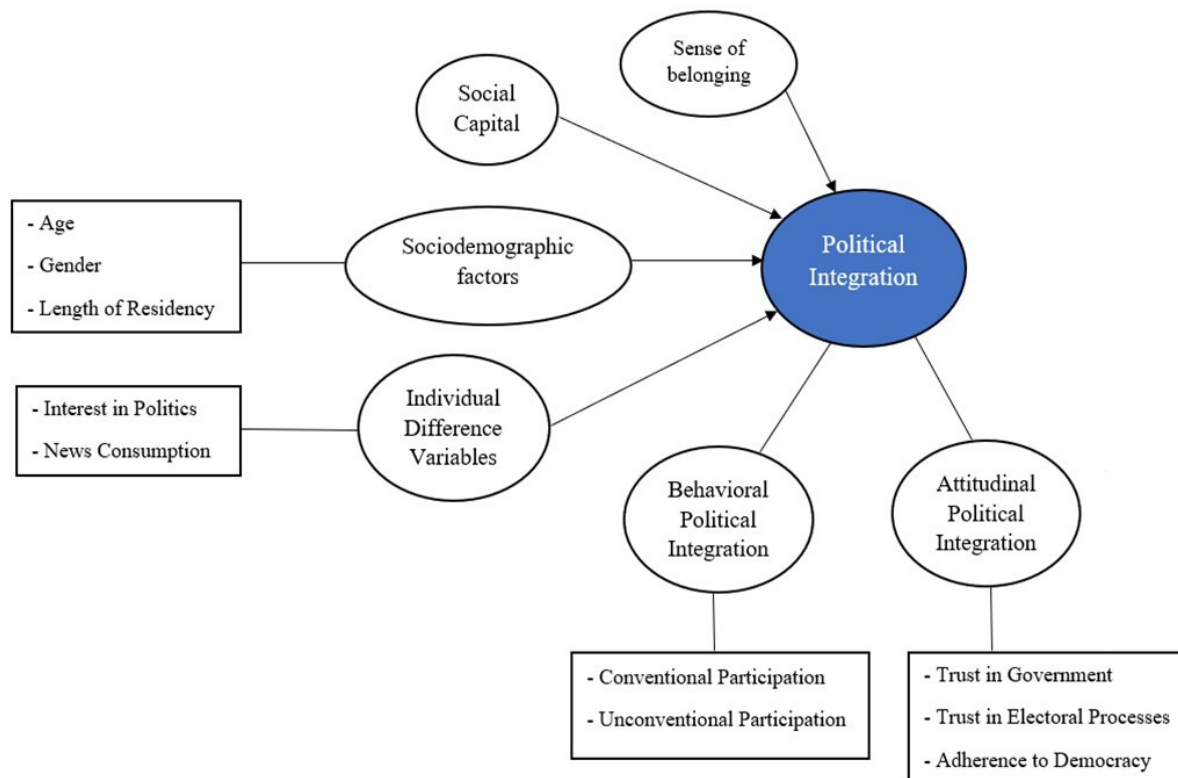 Sense of
belonging
Social
Capital
- Age
- Gender
- Length of Residency
Sociodemographic
factors
Political
Integration
- Interest in Politics
- News Consumption
Individual
Difference
Variables
Behavioral
Political
Integration
Attitudinal
Political
Integration
- Conventional Participation
- Unconventional Participation
- Trust in Government
- Trust in Electoral Processes
- Adherence to Democracy